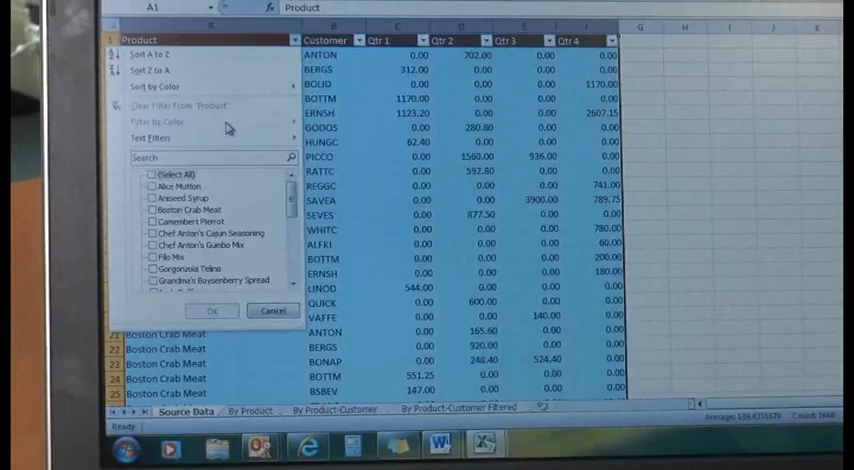 A1 fx Product
A B C D E F G H I J K
1 Product Customer Qtr 1 Qtr 2 Qtr 3 Qtr 4
Sort A to Z
Sort Z to A
Sort by Color
Clear Filter From "Product"
Filter by Color
Text Filters
Search
(Select All)
Alice Mutton
Aniseed Syrup
Boston Crab Meat
Camembert Pierrot
Chef Anton's Cajun Seasoning
Chef Anton's Gumbo Mix
Filo Mix
Gorgonzola Telino
Grandma's Boysenberry Spread
OK Cancel
ANTON 0.00 702.00 0.00 0.00
BERGS 312.00 0.00 0.00 0.00
BOLID 0.00 0.00 0.00 1170.00
BOTTM 1170.00 0.00 0.00 0.00
ERNSH 1123.20 0.00 0.00 2607.15
GODOS 0.00 280.80 0.00 0.00
HUNGC 62.40 0.00 0.00 0.00
PICCO 0.00 1560.00 936.00 0.00
RATTC 0.00 592.80 0.00 0.00
REGGC 0.00 0.00 0.00 741.00
SAVEA 0.00 0.00 3900.00 789.75
SEVES 0.00 877.50 0.00 0.00
WHITC 0.00 0.00 0.00 780.00
ALFKI 0.00 0.00 0.00 60.00
BOTTM 0.00 0.00 0.00 200.00
ERNSH 0.00 0.00 0.00 180.00
LINOD 544.00 0.00 0.00 0.00
QUICK 0.00 600.00 0.00 0.00
VAFFE 0.00 0.00 140.00 0.00
21 Boston Crab Meat ANTON 0.00 165.60 0.00 0.00
22 Boston Crab Meat BERGS 0.00 920.00 0.00 0.00
23 Boston Crab Meat BONAP 0.00 248.40 524.40 0.00
24 Boston Crab Meat BOTTM 551.25 0.00 0.00 0.00
25 Boston Crab Meat BSBEV 147.00 0.00 0.00 0.00
Source Data By Product By Product-Customer By Product-Customer Filtered
Ready Count: 1660